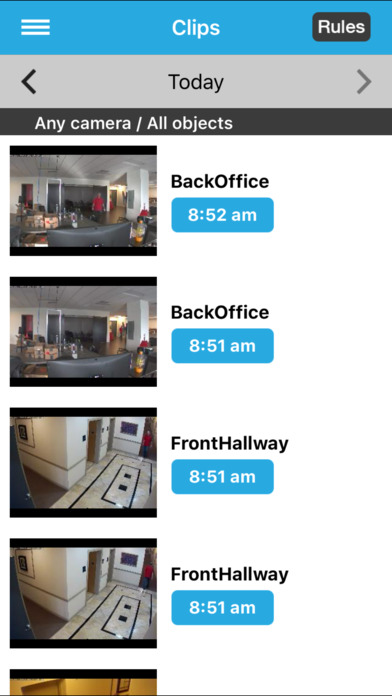 Clips
Rules
Today
Any camera / All objects
BackOffice
8:52 am
BackOffice
8:51 am
FrontHallway
8:51 am
FrontHallway
8:51 am